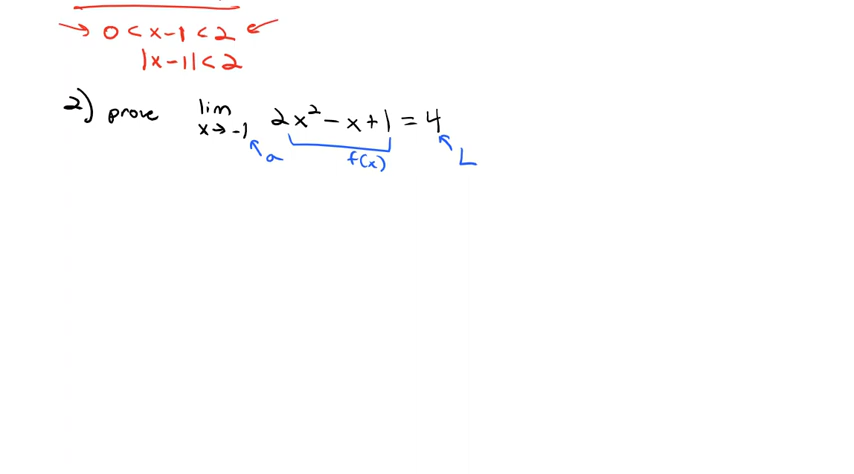 → 0 < x-1 < 2 ←
|x-1| < 2
2) prove lim 2x² - x + 1 = 4
x → -1
a f(x) L